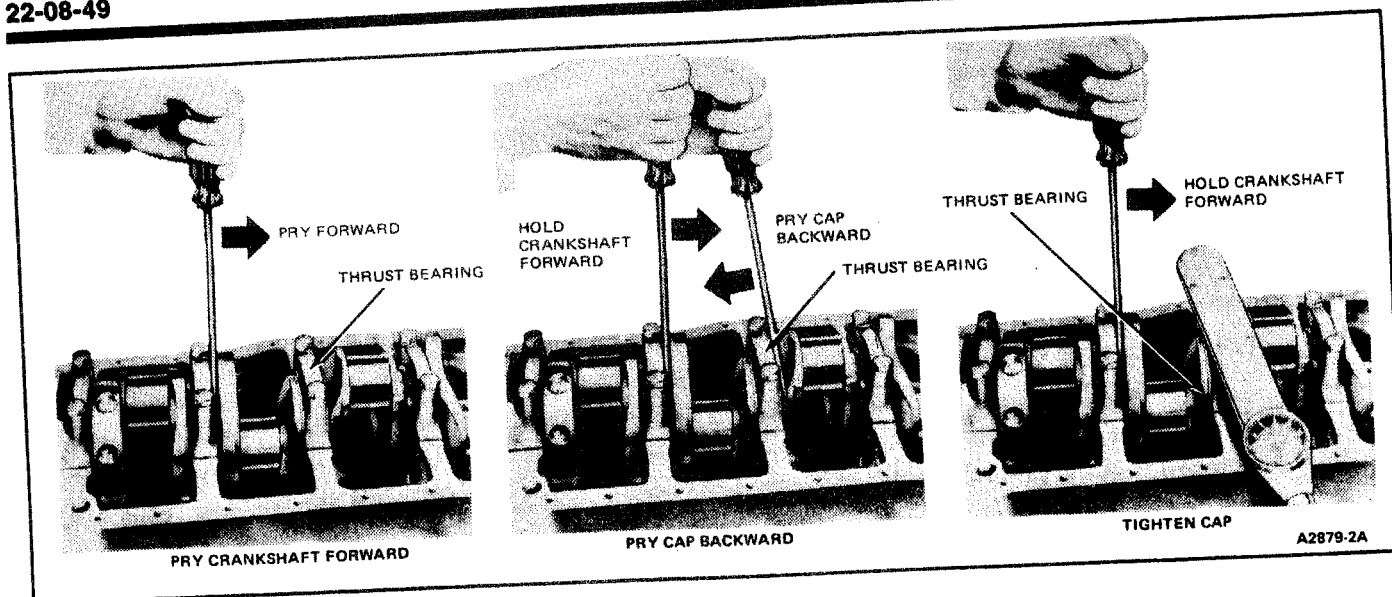 22-08-49
PRY FORWARD
THRUST BEARING
PRY CRANKSHAFT FORWARD
HOLD
CRANKSHAFT
FORWARD
PRY CAP
BACKWARD
THRUST BEARING
PRY CAP BACKWARD
THRUST BEARING
HOLD CRANKSHAFT
FORWARD
TIGHTEN CAP
A2879-2A